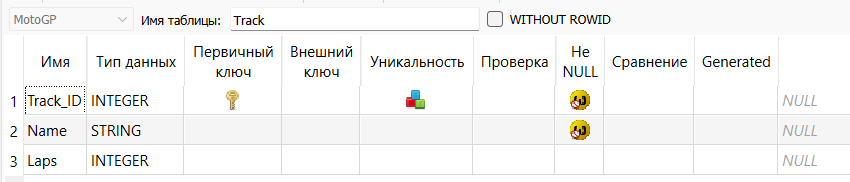 MotoGP Имя таблицы: Track WITHOUT ROWID
Имя Тип данных Первичный ключ Внешний ключ Уникальность Проверка Не NULL Сравнение Generated
1 Track_ID INTEGER NULL
2 Name STRING NULL
3 Laps INTEGER NULL